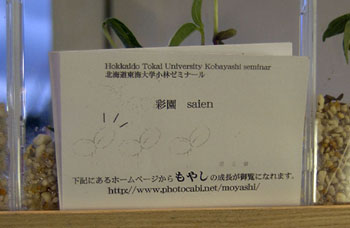 Hokkaido Tokai University Kobayashi seminar
北海道東海大学小林ゼミナール
彩園 saien
下記にあるホームページからもやしの成長が御覧になれます。
http://www.photocabi.net/moyashi/